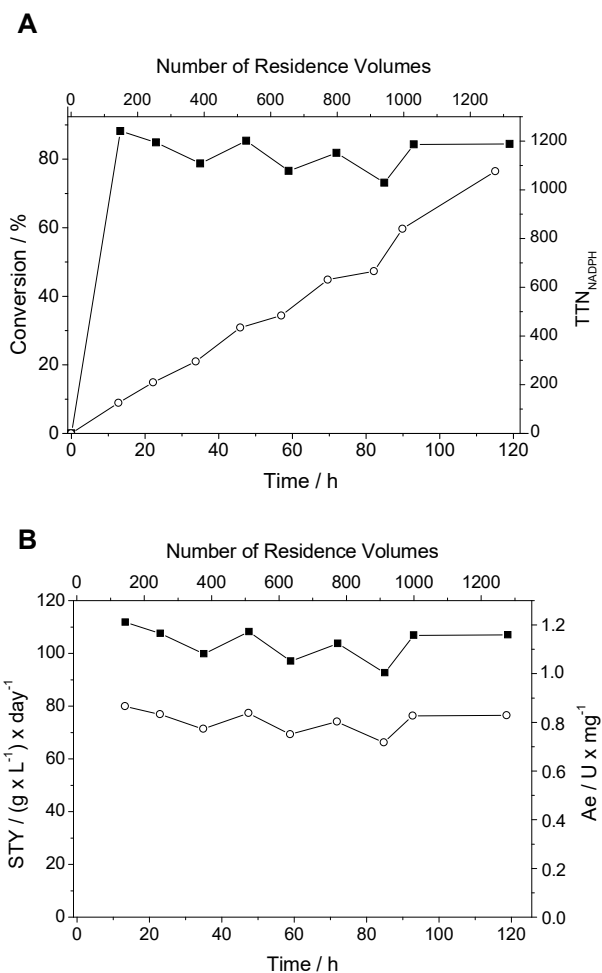 A
Number of Residence Volumes
0 200 400 600 800 1000 1200
80
60
40
20
0
Conversion / %
1200
1000
800
600
400
200
0
TTN_NADPH
0 20 40 60 80 100 120
Time / h
B
Number of Residence Volumes
0 200 400 600 800 1000 1200
120
100
80
60
40
20
0
STY / (g x L⁻¹) x day⁻¹
1.2
1.0
0.8
0.6
0.4
0.2
0.0
Ae / U x mg⁻¹
0 20 40 60 80 100 120
Time / h